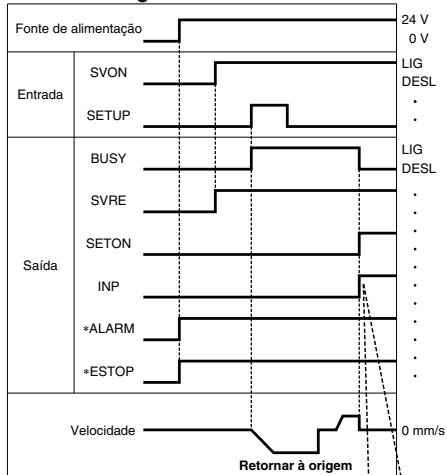 Fonte de alimentação
24 V
0 V
Entrada
SVON
LIG
DESL
SETUP
Saída
BUSY
LIG
DESL
SVRE
SETON
INP
*ALARM
*ESTOP
Velocidade
0 mm/s
Retornar à origem